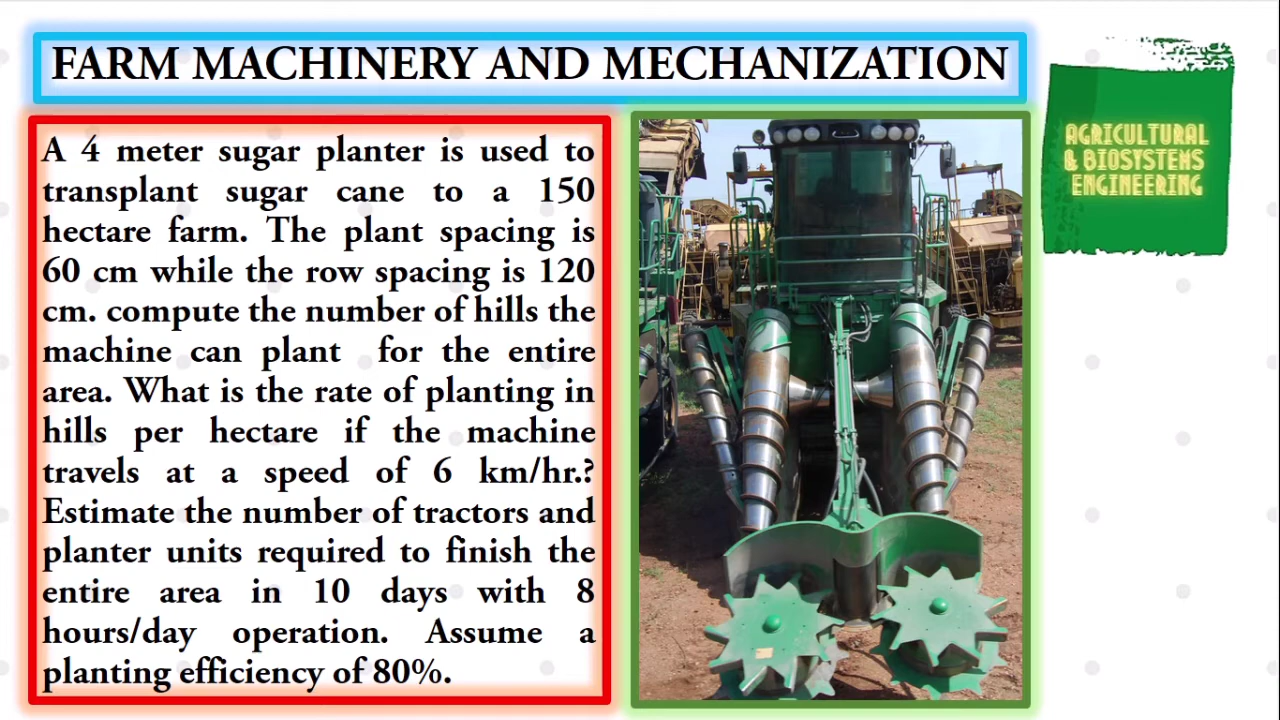 FARM MACHINERY AND MECHANIZATION
A 4 meter sugar planter is used to
transplant sugar cane to a 150
hectare farm. The plant spacing is
60 cm while the row spacing is 120
cm. compute the number of hills the
machine can plant for the entire
area. What is the rate of planting in
hills per hectare if the machine
travels at a speed of 6 km/hr.?
Estimate the number of tractors and
planter units required to finish the
entire area in 10 days with 8
hours/day operation. Assume a
planting efficiency of 80%.
AGRICULTURAL
& BIOSYSTEMS
ENGINEERING